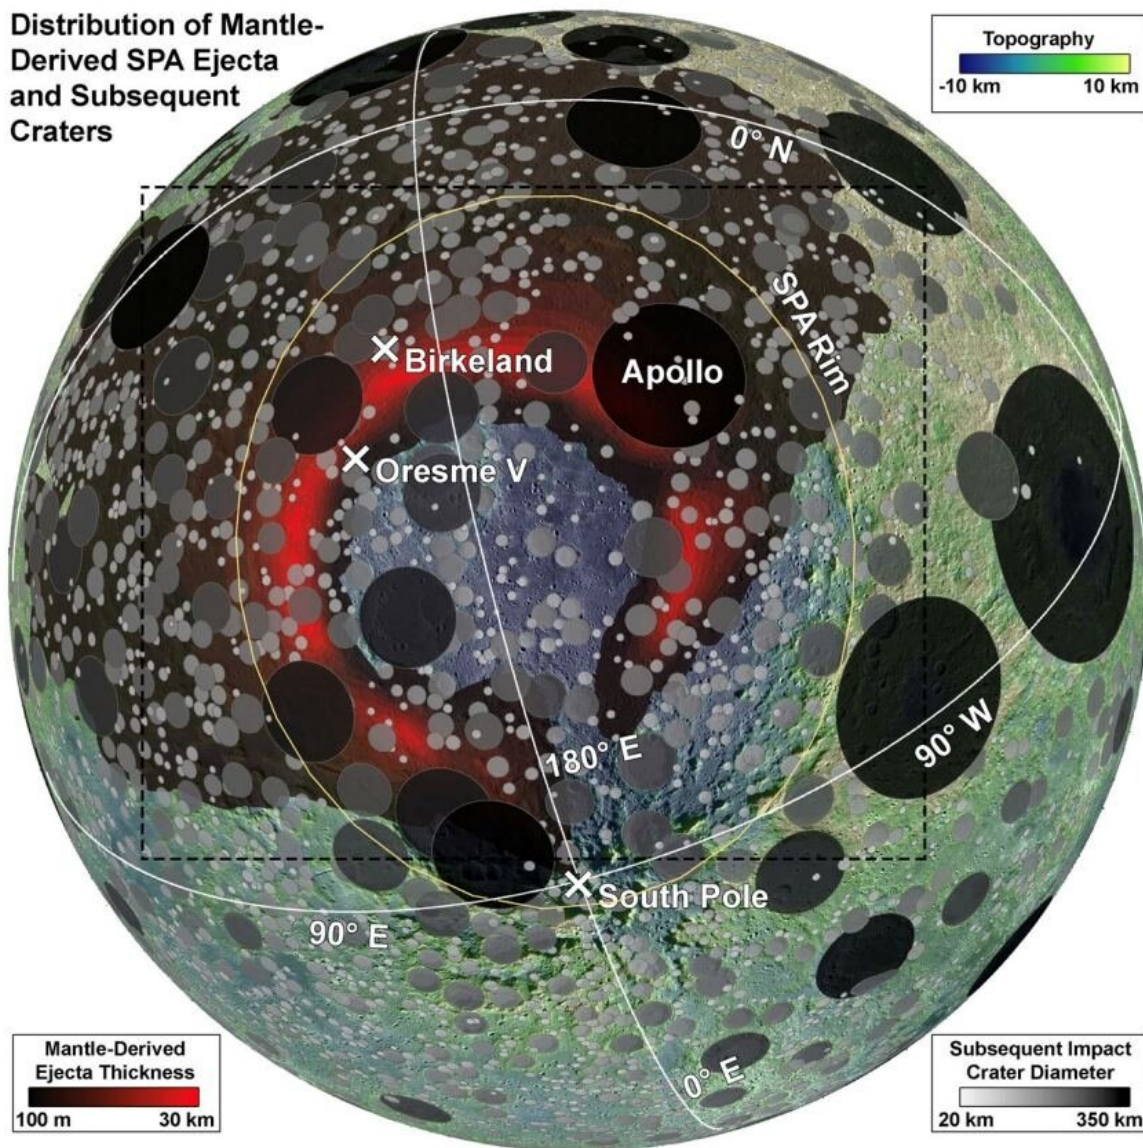 Distribution of Mantle-
Derived SPA Ejecta
and Subsequent
Craters
Topography
-10 km 10 km
0° N
SPA Rim
Birkeland
Apollo
Oresme V
180° E
90° W
South Pole
90° E
0° E
Mantle-Derived
Ejecta Thickness
100 m 30 km
Subsequent Impact
Crater Diameter
20 km 350 km